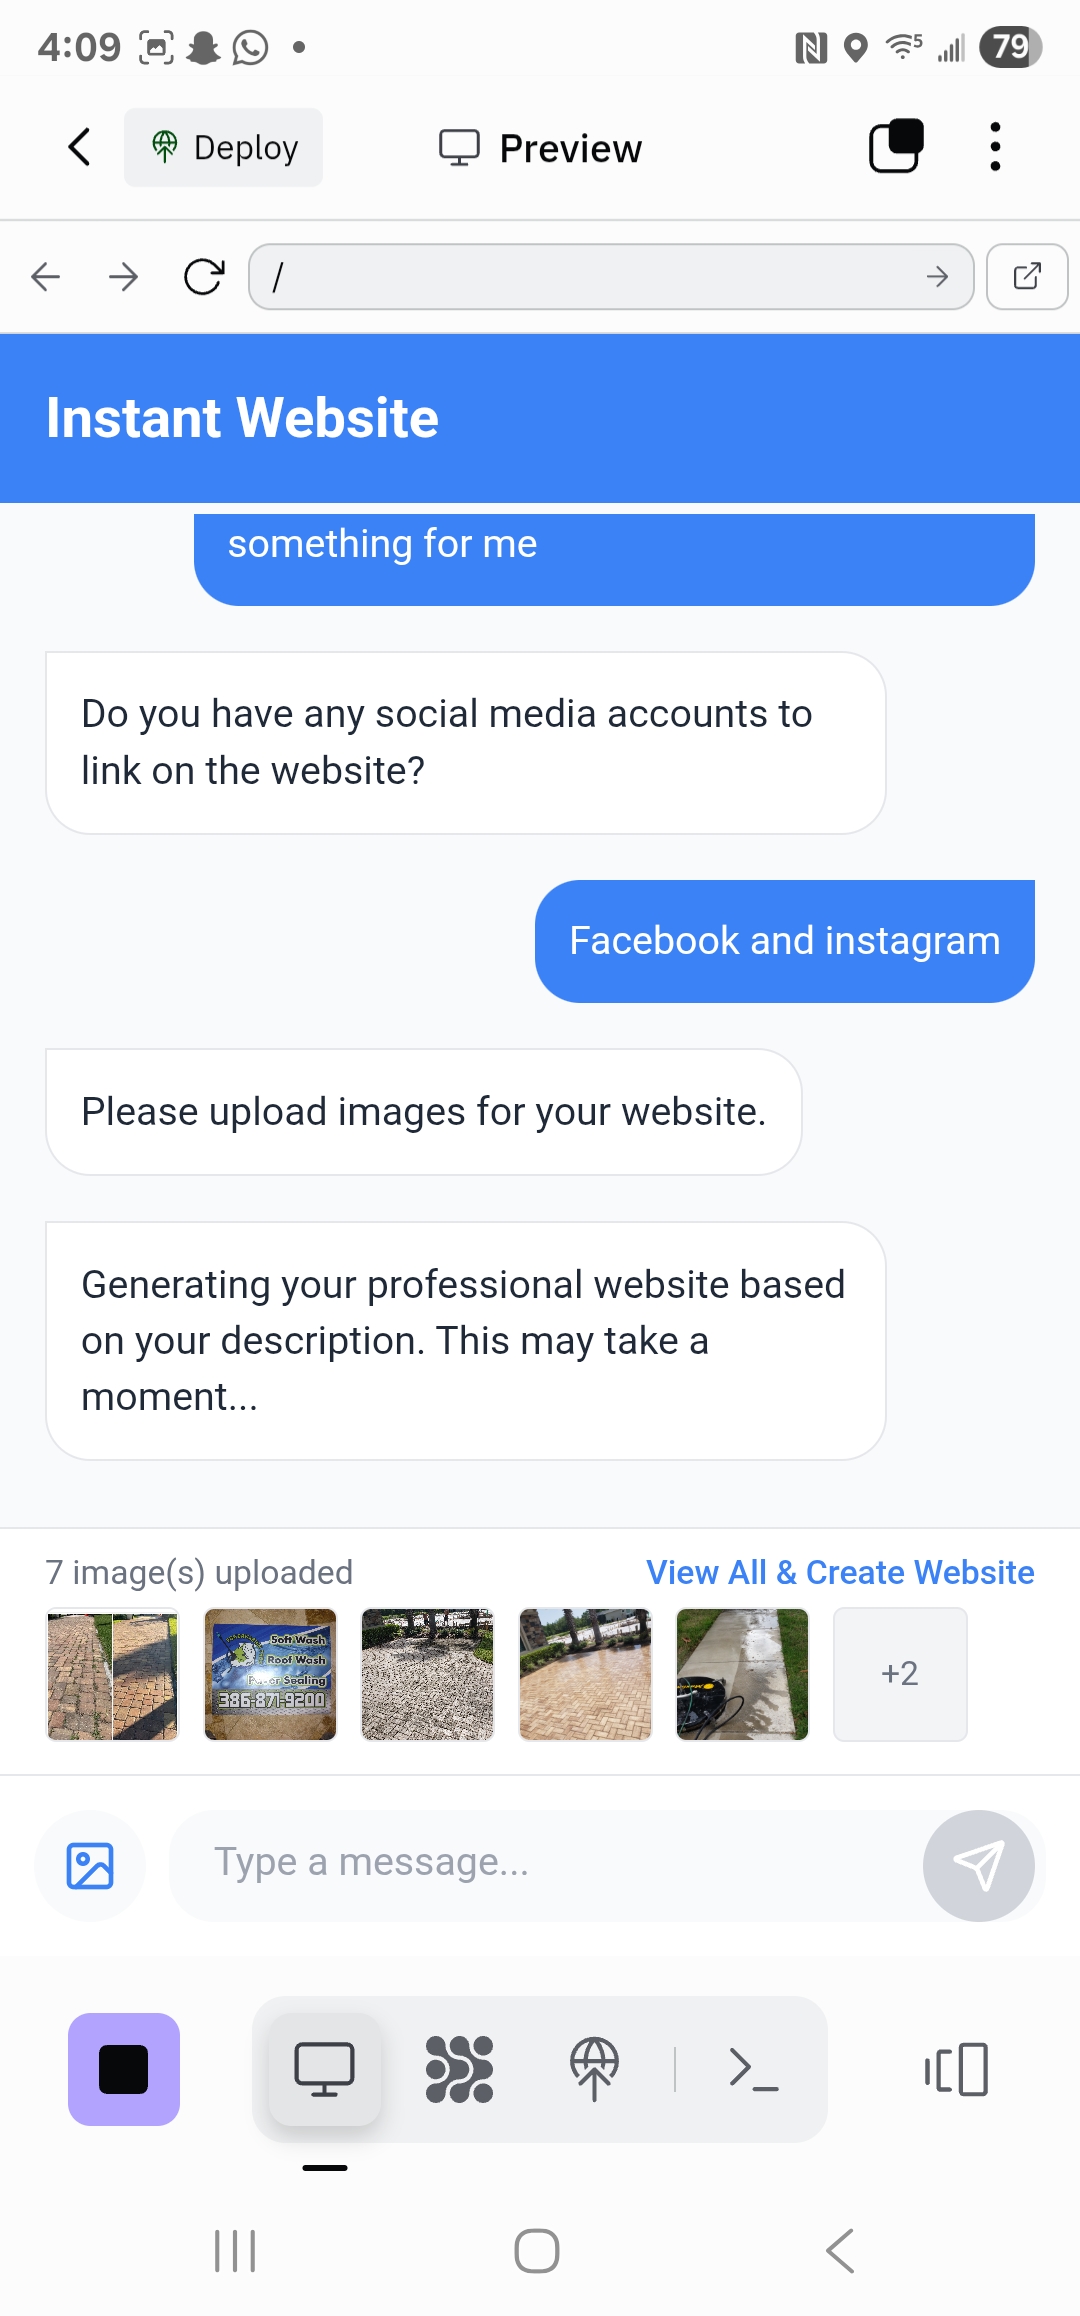 4:09
5
79
Deploy
Preview
/
Instant Website
something for me
Do you have any social media accounts to
link on the website?
Facebook and instagram
Please upload images for your website.
Generating your professional website based
on your description. This may take a
moment...
7 image(s) uploaded
View All & Create Website
Soft Wash
Roof Wash
Sealing
386-871-9200
+2
Type a message...